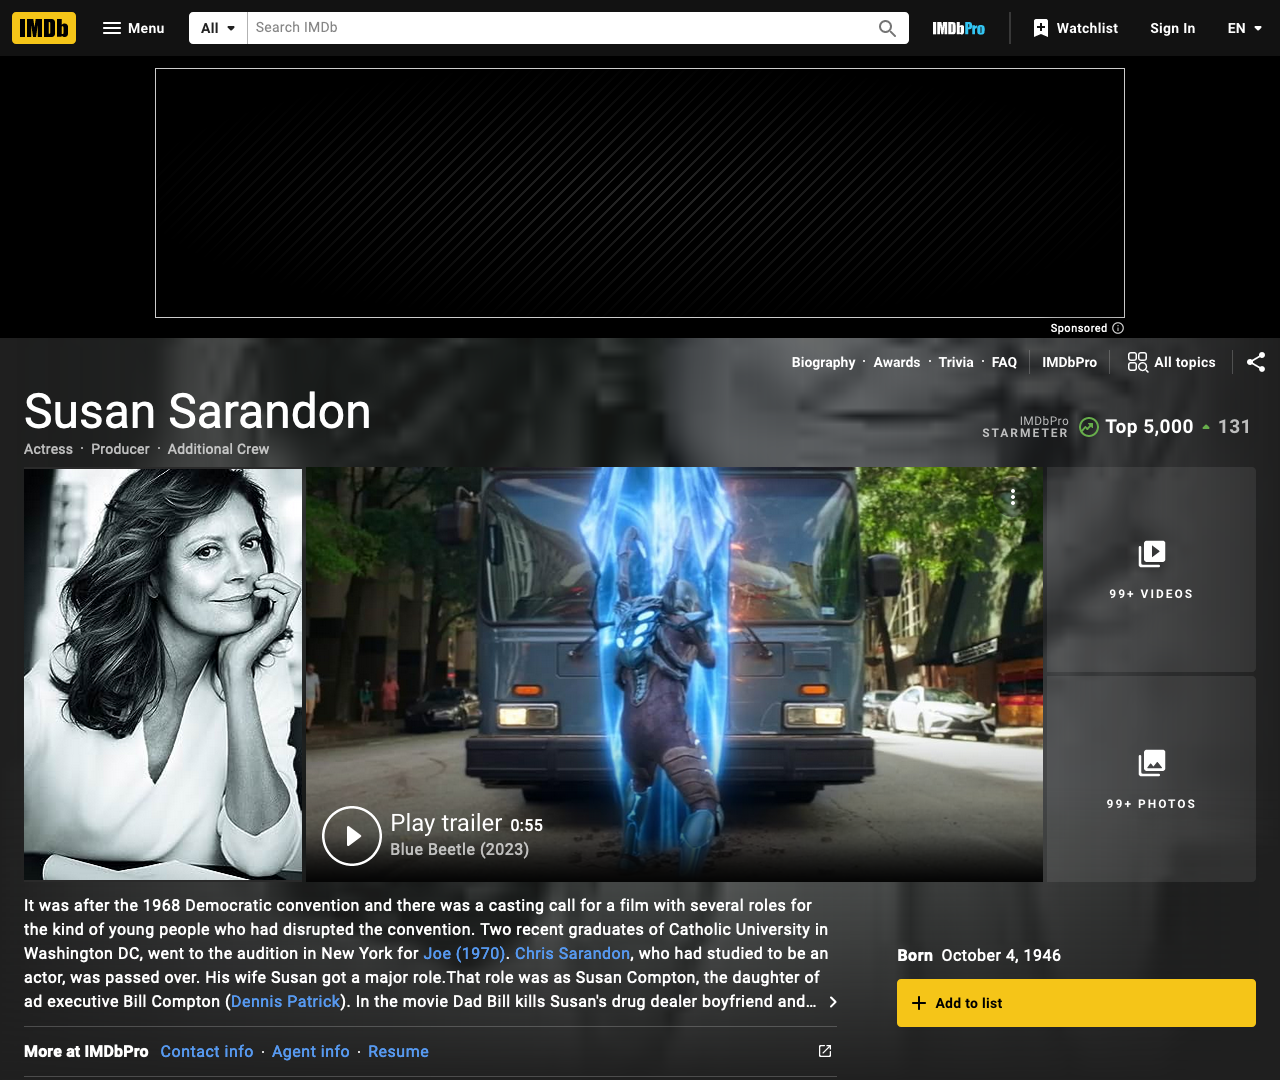 IMDb Menu All Search IMDb IMDbPro Watchlist Sign In EN
Sponsored
Biography · Awards · Trivia · FAQ IMDbPro All topics
Susan Sarandon
Actress · Producer · Additional Crew
IMDbPro
STARMETER
Top 5,000 131
99+ VIDEOS
99+ PHOTOS
Play trailer 0:55
Blue Beetle (2023)
It was after the 1968 Democratic convention and there was a casting call for a film with several roles for
the kind of young people who had disrupted the convention. Two recent graduates of Catholic University in
Washington DC, went to the audition in New York for Joe (1970). Chris Sarandon, who had studied to be an
actor, was passed over. His wife Susan got a major role.That role was as Susan Compton, the daughter of
ad executive Bill Compton (Dennis Patrick). In the movie Dad Bill kills Susan's drug dealer boyfriend and...
Born October 4, 1946
Add to list
More at IMDbPro Contact info · Agent info · Resume